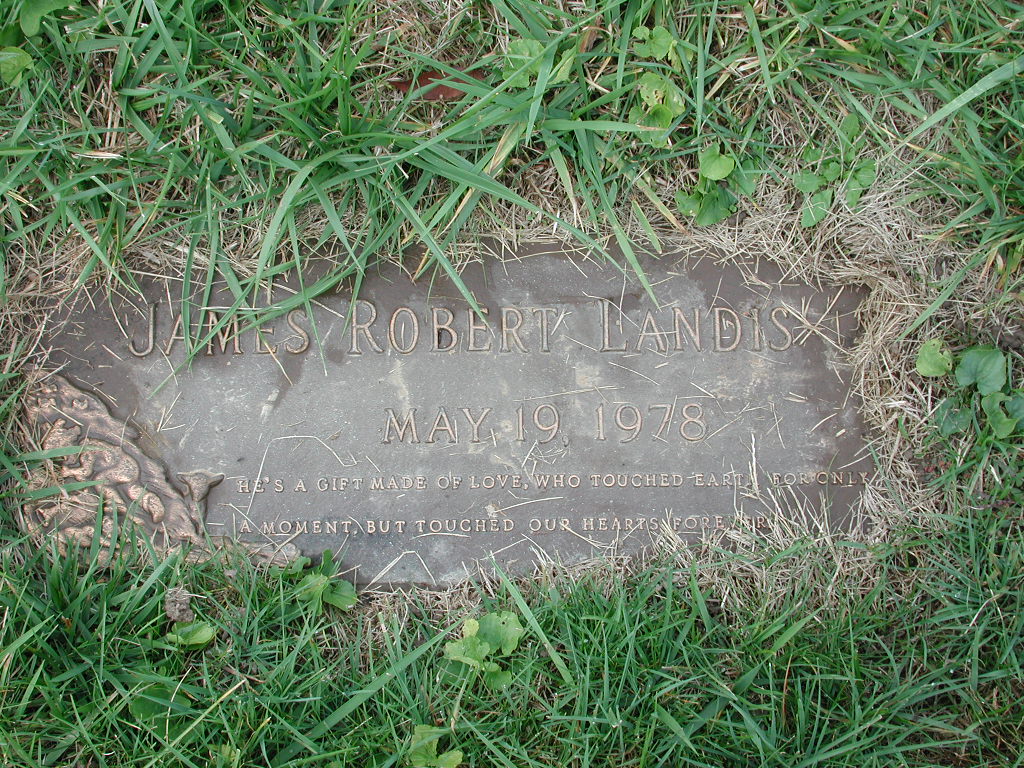 JAMES ROBERT LANDIS
MAY 19, 1978
HE'S A GIFT MADE OF LOVE, WHO TOUCHED EARTH FOR ONLY
A MOMENT, BUT TOUCHED OUR HEARTS FOREVER